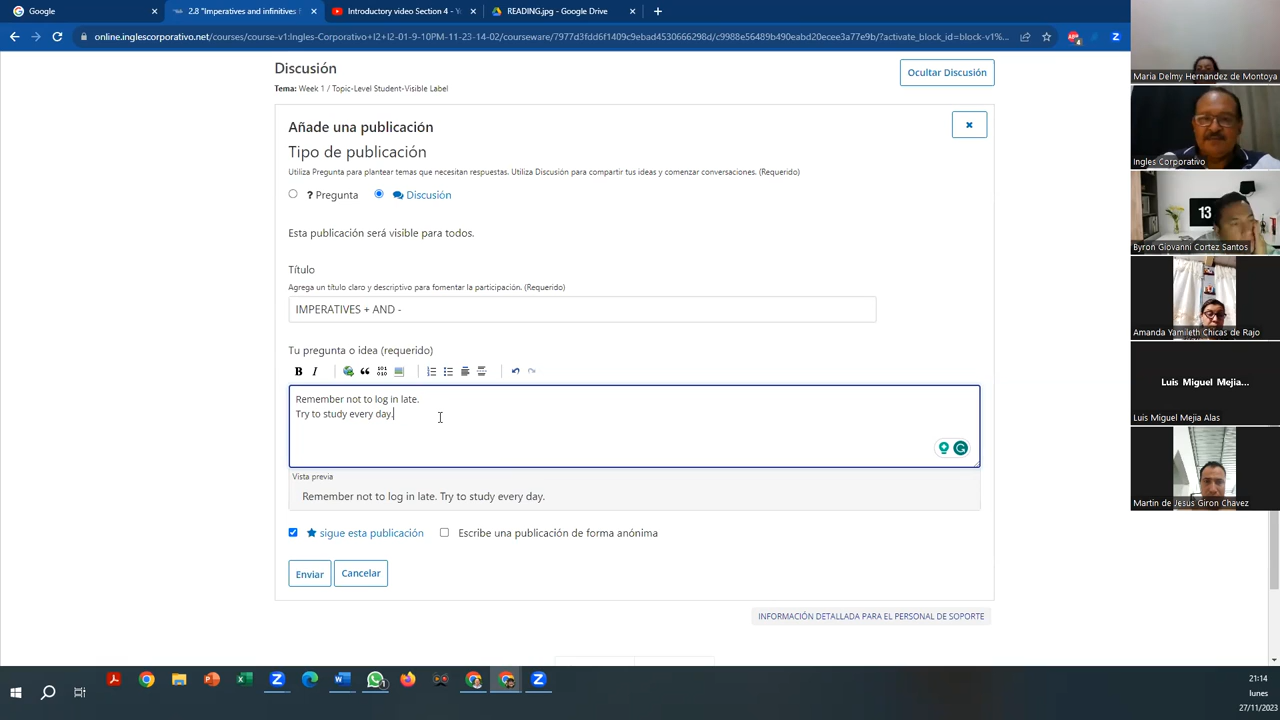 Google
2.8 "Imperatives and infinitives f
Introductory video Section 4 - Y
READING.jpg - Google Drive
online.inglescorporativo.net/courses/course-v1:Ingles-Corporativo+I2+I2-01-9-10PM-11-23-14-02/courseware/7977d3fdd6f1409c9ebad4530666298d/c9988e56489b490eabd20ecee3a77e9b/?activate_block_id=block-v1%...
Discusión
Ocultar Discusión
Tema: Week 1 / Topic-Level Student-Visible Label
Añade una publicación
Tipo de publicación
Utiliza Pregunta para plantear temas que necesitan respuestas. Utiliza Discusión para compartir tus ideas y comenzar conversaciones. (Requerido)
? Pregunta
Discusión
Esta publicación será visible para todos.
Título
Agrega un título claro y descriptivo para fomentar la participación. (Requerido)
IMPERATIVES + AND -
Tu pregunta o idea (requerido)
B I
Remember not to log in late.
Try to study every day.
Vista previa
Remember not to log in late. Try to study every day.
sigue esta publicación
Escribe una publicación de forma anónima
Enviar
Cancelar
INFORMACIÓN DETALLADA PARA EL PERSONAL DE SOPORTE
Maria Delmy Hernandez de Montoya
Ingles Corporativo
13
Byron Giovanni Cortez Santos
Amanda Yamileth Chicas de Rajo
Luis Miguel Mejia...
Luis Miguel Mejia Alas
Martin de Jesus Giron Chavez
21:14
lunes
27/11/2023